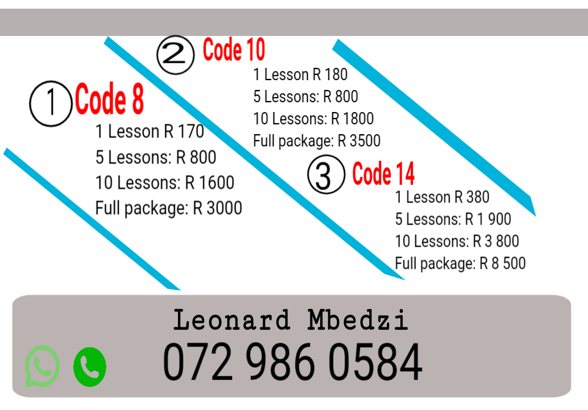 1 Code 8
1 Lesson R 170
5 Lessons: R 800
10 Lessons: R 1600
Full package: R 3000
2 Code 10
1 Lesson R 180
5 Lessons: R 800
10 Lessons: R 1800
Full package: R 3500
3 Code 14
1 Lesson R 380
5 Lessons: R 1 900
10 Lessons: R 3 800
Full package: R 8 500
Leonard Mbedzi
072 986 0584